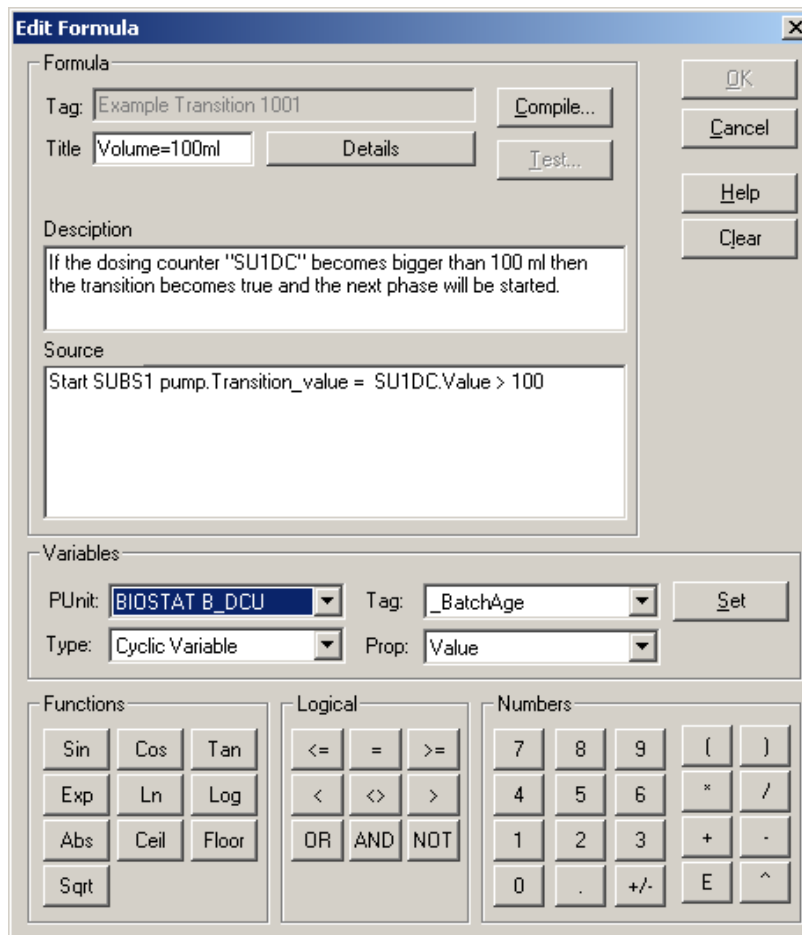 Edit Formula
Formula
Tag: Example Transition 1001
Compile...
OK
Title Volume=100ml
Details
Test...
Cancel
Help
Clear
Desciption
If the dosing counter "SU1DC" becomes bigger than 100 ml then
the transition becomes true and the next phase will be started.
Source
Start SUBS1 pump.Transition_value = SU1DC.Value > 100
Variables
PUnit: BIOSTAT B_DCU Tag: _BatchAge Set
Type: Cyclic Variable Prop: Value
Functions Logical Numbers
Sin Cos Tan <= = >= 7 8 9 ( )
Exp Ln Log < <> > 4 5 6 * /
Abs Ceil Floor OR AND NOT 1 2 3 + -
Sqrt 0 . +/- E ^